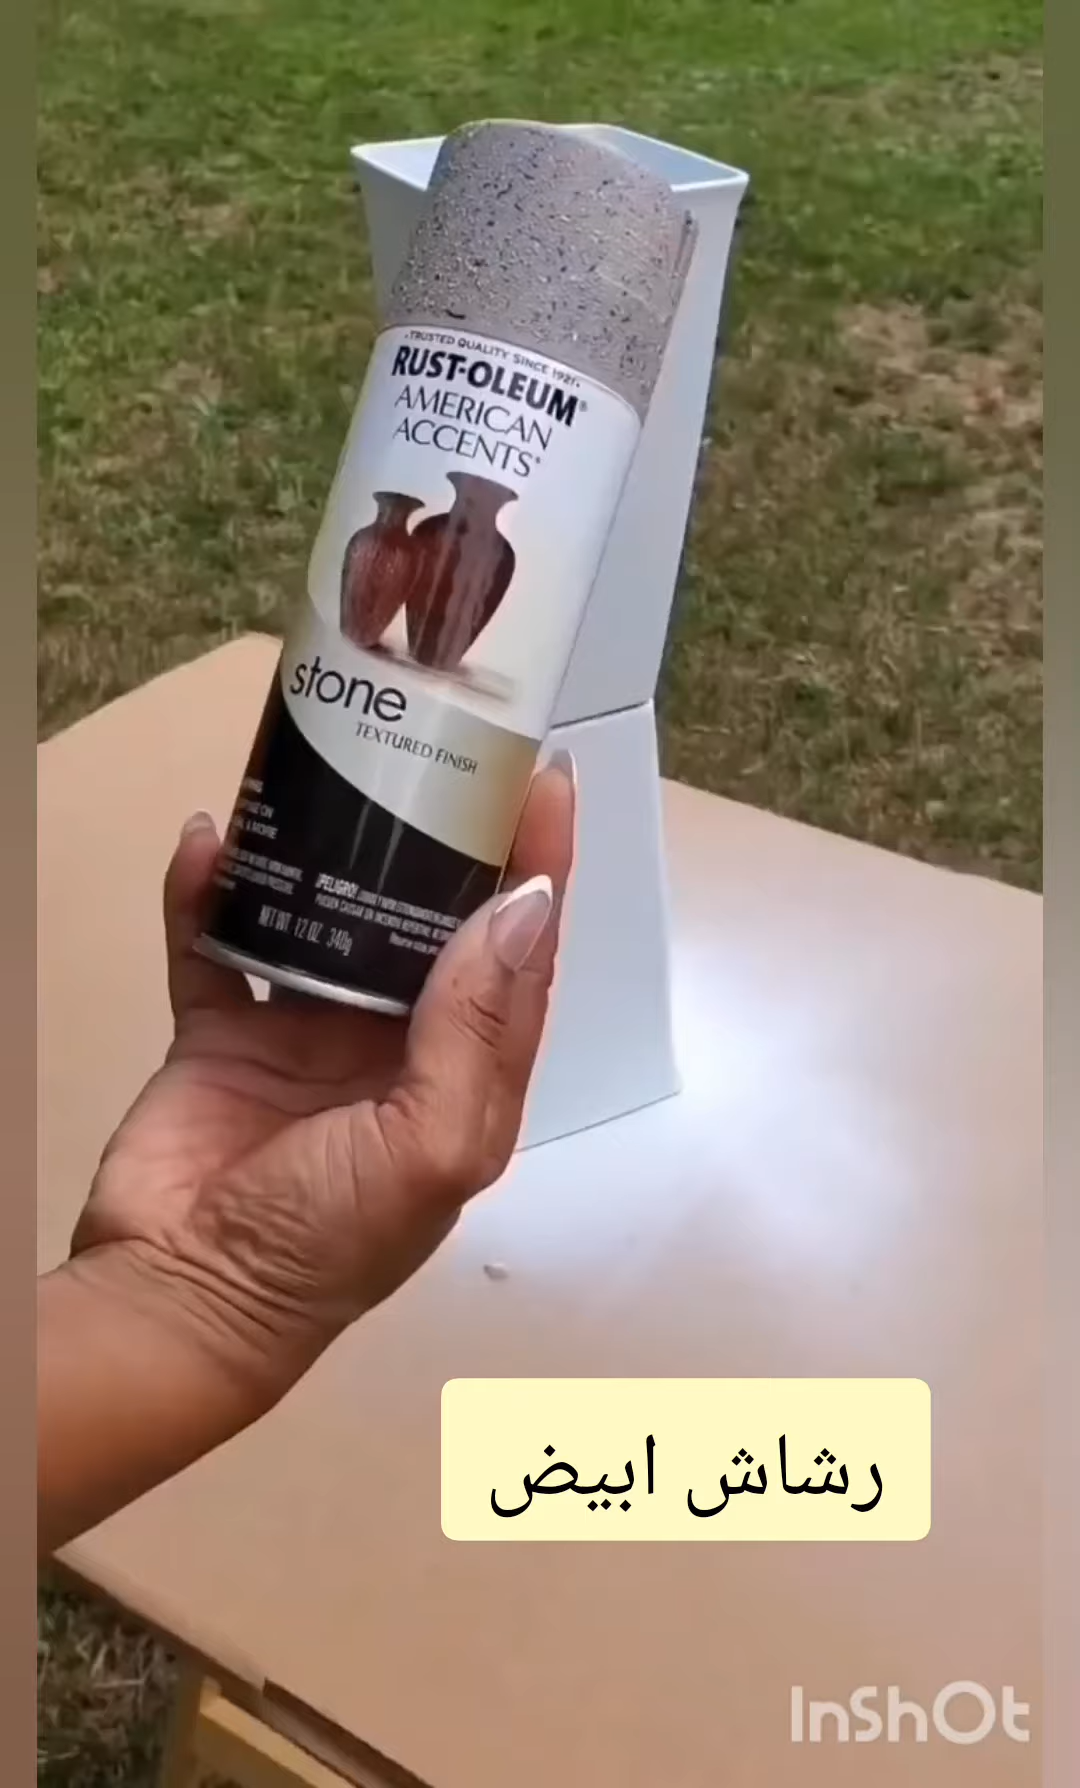 TRUSTED QUALITY SINCE 1921
RUST-OLEUM®
AMERICAN
ACCENTS®
stone
TEXTURED FINISH
& MORE
¡PELIGRO!
NET WT. 12 OZ. 340g
رشاش ابيض
InShOt